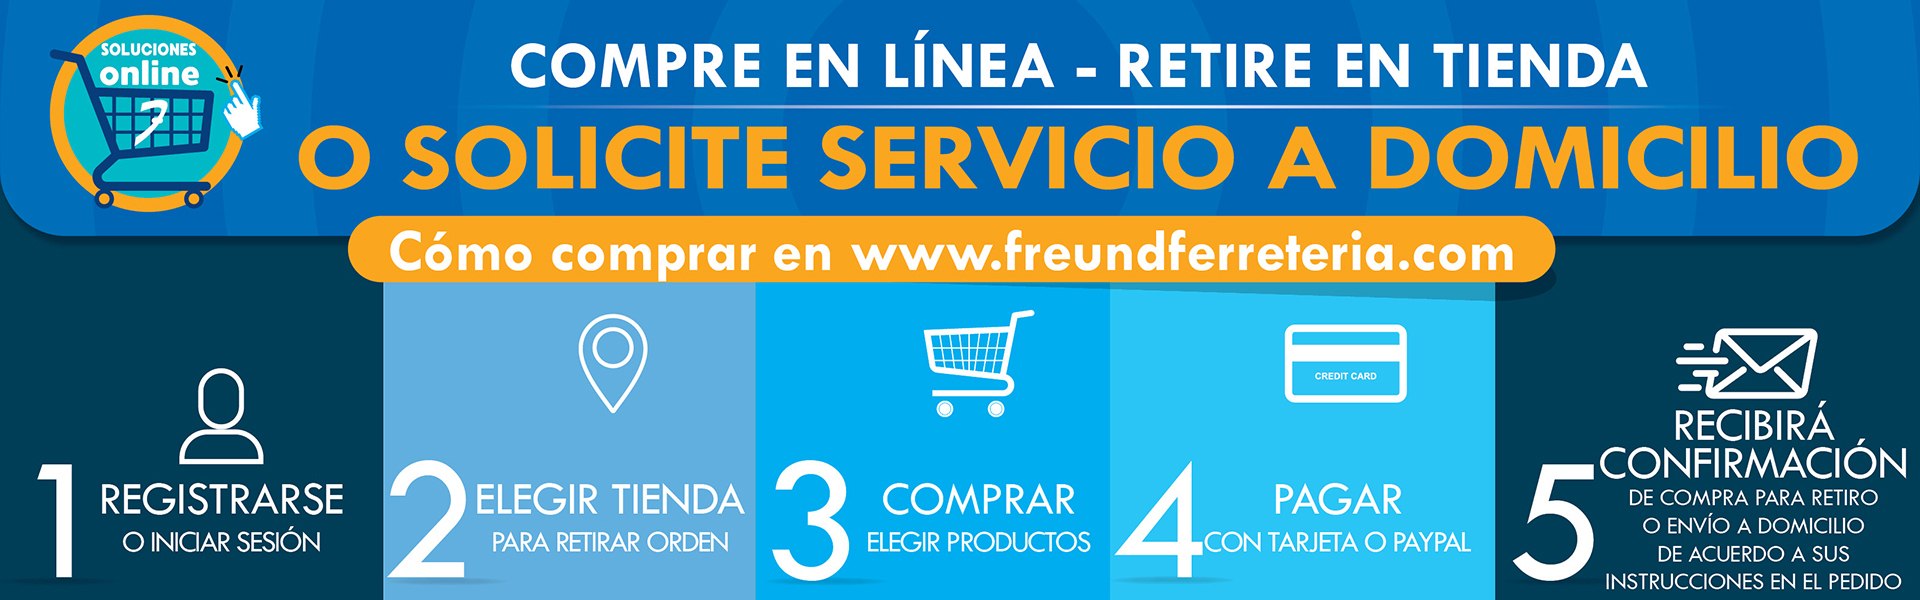 SOLUCIONES
online
COMPRE EN LÍNEA - RETIRE EN TIENDA
O SOLICITE SERVICIO A DOMICILIO
Cómo comprar en www.freundferreteria.com
1
REGISTRARSE
O INICIAR SESIÓN
2
ELEGIR TIENDA
PARA RETIRAR ORDEN
3
COMPRAR
ELEGIR PRODUCTOS
CREDIT CARD
4
PAGAR
CON TARJETA O PAYPAL
5
RECIBIRÁ
CONFIRMACIÓN
DE COMPRA PARA RETIRO
O ENVÍO A DOMICILIO
DE ACUERDO A SUS
INSTRUCCIONES EN EL PEDIDO